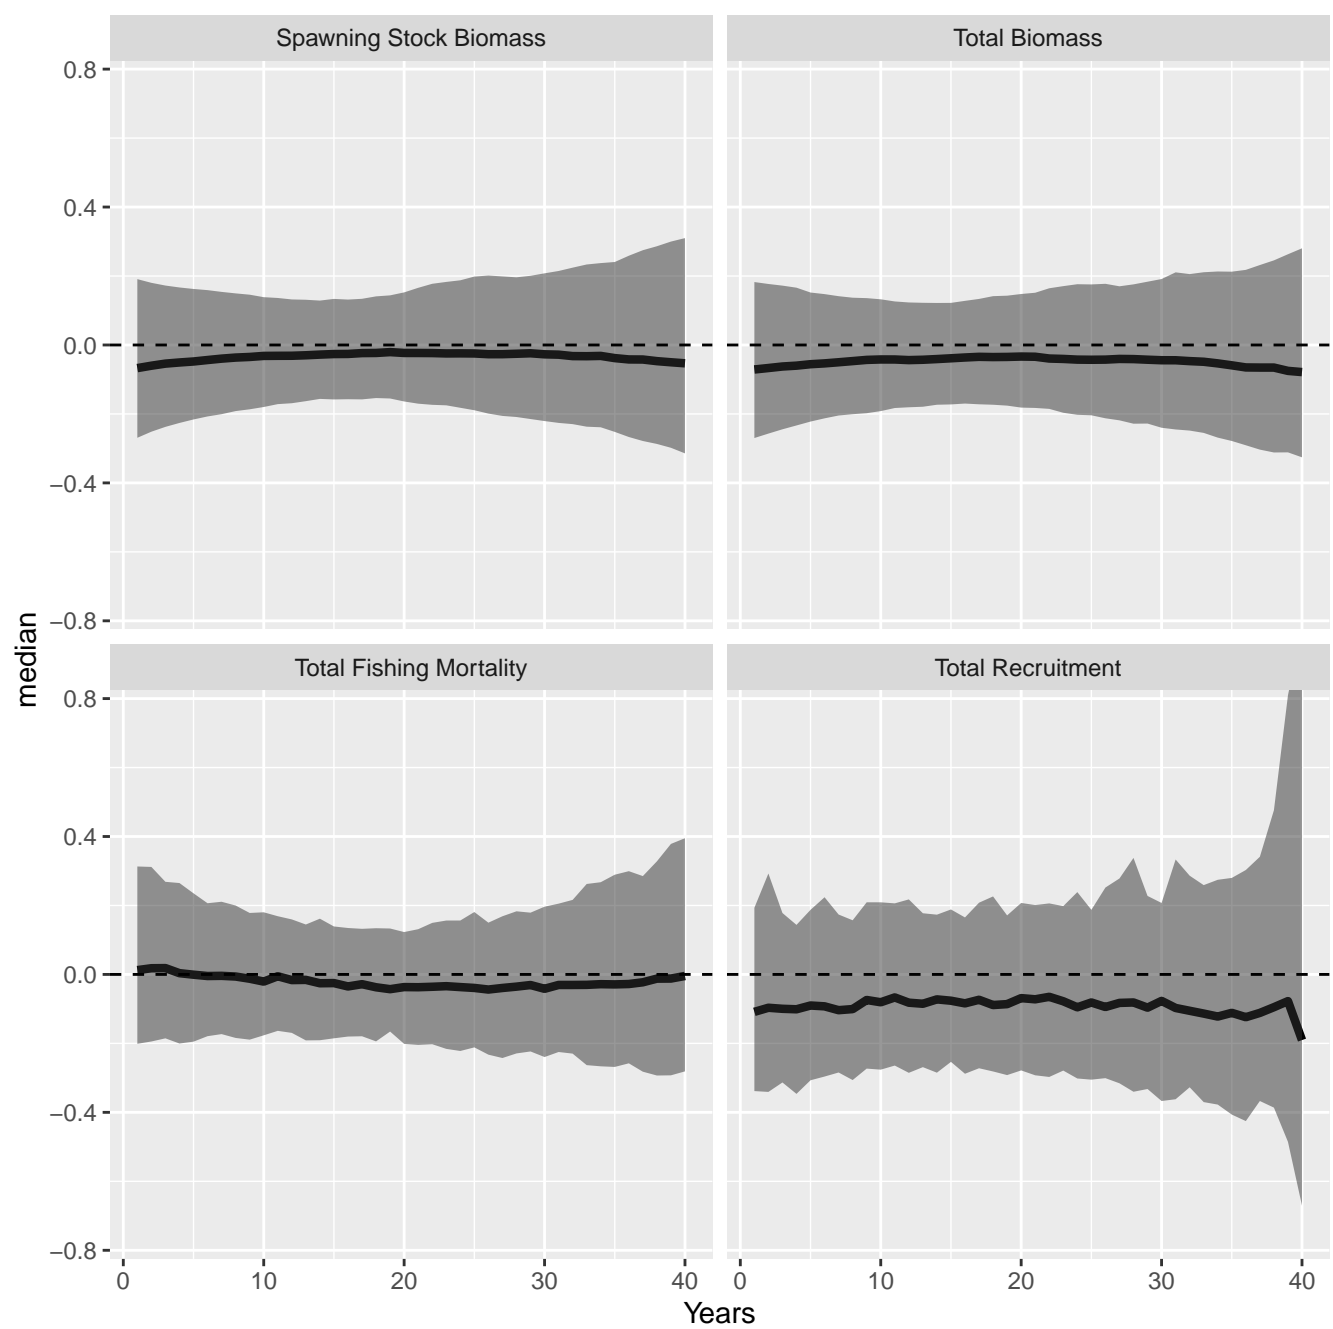 Spawning Stock Biomass
Total Biomass
0.8
0.4
0.0
−0.4
−0.8
median
Total Fishing Mortality
Total Recruitment
0.8
0.4
0.0
−0.4
−0.8
0 10 20 30 40
0 10 20 30 40
Years